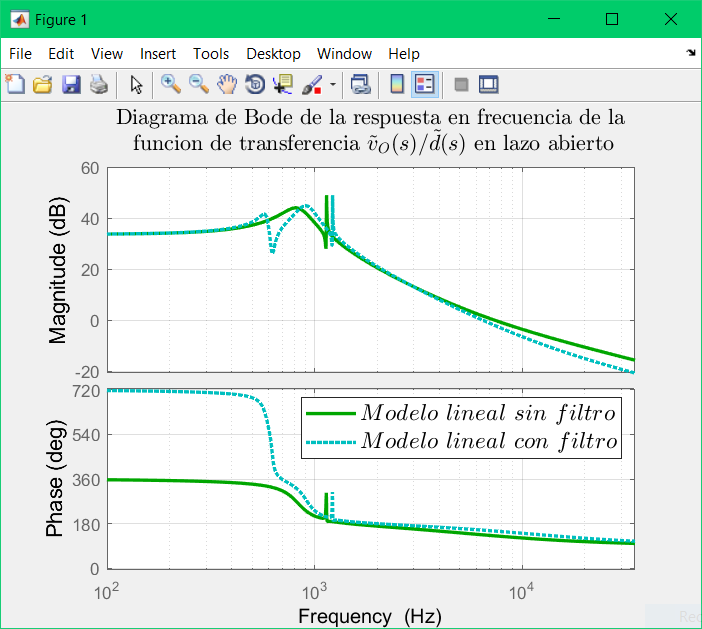 Figure 1
File Edit View Insert Tools Desktop Window Help
Diagrama de Bode de la respuesta en frecuencia de la
funcion de transferencia ṽ_O(s)/d̃(s) en lazo abierto
Magnitude (dB)
60
40
20
0
-20
Phase (deg)
720
540
360
180
0
Modelo lineal sin filtro
Modelo lineal con filtro
10^2 10^3 10^4
Frequency (Hz)